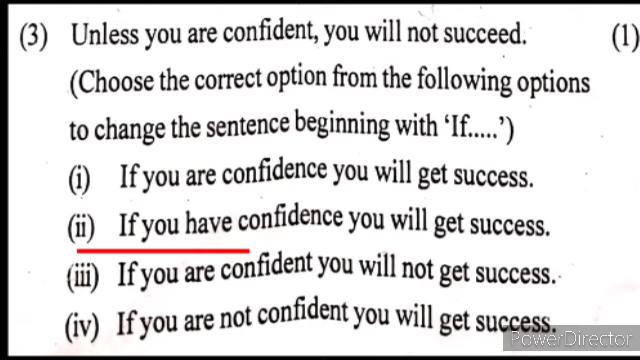 (3) Unless you are confident, you will not succeed. (1)
(Choose the correct option from the following options
to change the sentence beginning with ‘If.....’)
(i) If you are confidence you will get success.
(ii) If you have confidence you will get success.
(iii) If you are confident you will not get success.
(iv) If you are not confident you will get success.
PowerDirector